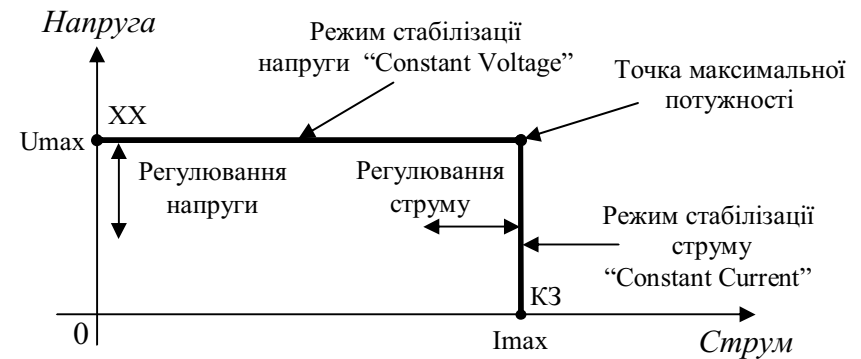 Напруга
Режим стабілізації
напруги “Constant Voltage”
Точка максимальної
потужності
ХХ
Umax
Регулювання
напруги
Регулювання
струму
Режим стабілізації
струму
“Constant Current”
КЗ
0
Imax
Струм